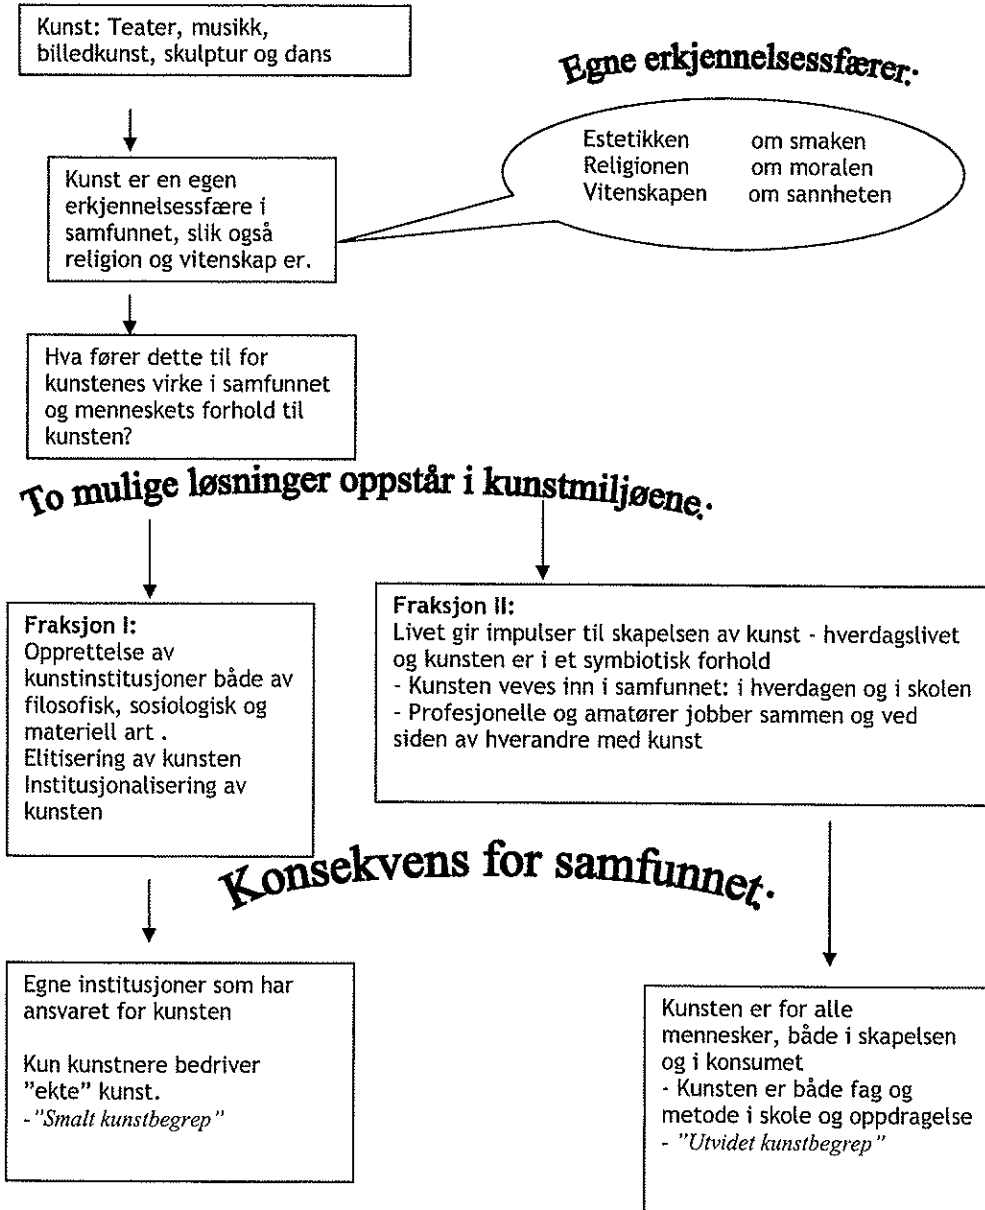 Kunst: Teater, musikk,
billedkunst, skulptur og dans
Egne erkjennelsessfærer:
Estetikken om smaken
Religionen om moralen
Vitenskapen om sannheten
Kunst er en egen
erkjennelsessfære i
samfunnet, slik også
religion og vitenskap er.
Hva fører dette til for
kunstenes virke i samfunnet
og menneskets forhold til
kunsten?
To mulige løsninger oppstår i kunstmiljøene:
Fraksjon I:
Opprettelse av
kunstinstitusjoner både av
filosofisk, sosiologisk og
materiell art .
Elitisering av kunsten
Institusjonalisering av
kunsten
Fraksjon II:
Livet gir impulser til skapelsen av kunst - hverdagslivet
og kunsten er i et symbiotisk forhold
- Kunsten veves inn i samfunnet: i hverdagen og i skolen
- Profesjonelle og amatører jobber sammen og ved
siden av hverandre med kunst
Konsekvens for samfunnet:
Egne institusjoner som har
ansvaret for kunsten
Kun kunstnere bedriver
"ekte" kunst.
- "Smalt kunstbegrep"
Kunsten er for alle
mennesker, både i skapelsen
og i konsumet
- Kunsten er både fag og
metode i skole og oppdragelse
- "Utvidet kunstbegrep"